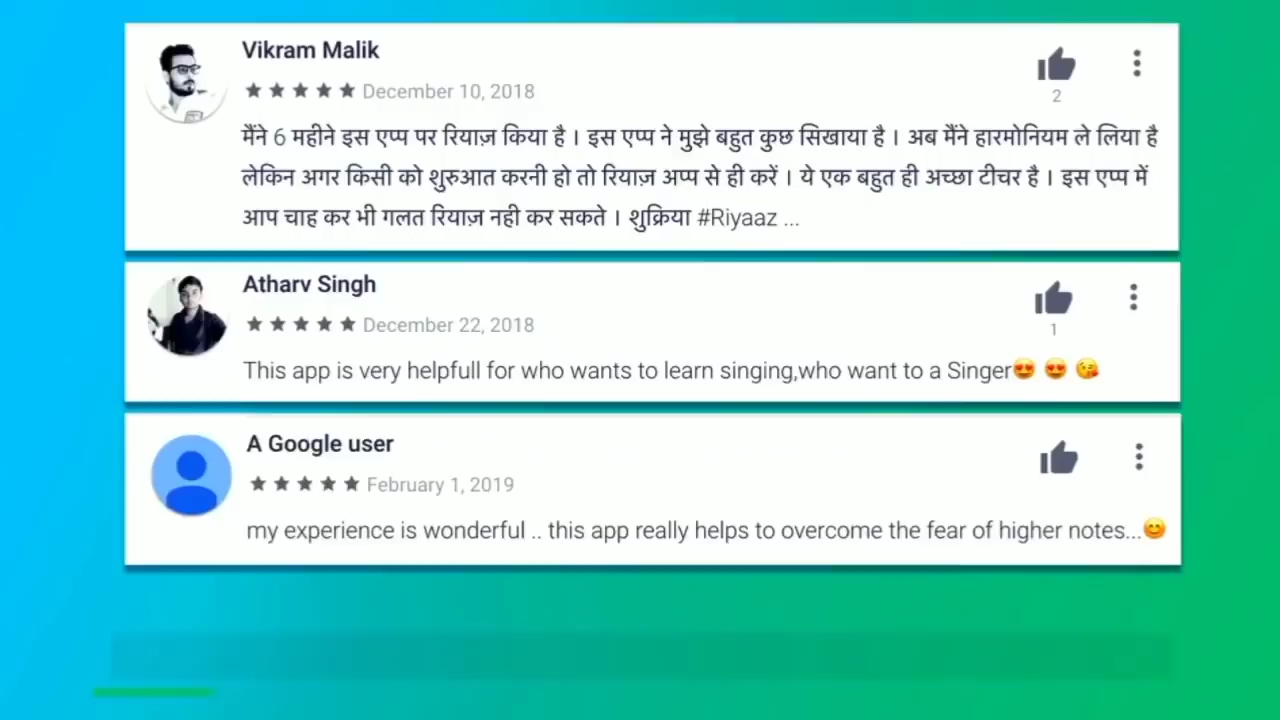 Vikram Malik
★★★★★ December 10, 2018
2
मैंने 6 महीने इस एप्प पर रियाज़ किया है । इस एप्प ने मुझे बहुत कुछ सिखाया है । अब मैंने हारमोनियम ले लिया है
लेकिन अगर किसी को शुरुआत करनी हो तो रियाज़ अप्प से ही करें । ये एक बहुत ही अच्छा टीचर है । इस एप्प में
आप चाह कर भी गलत रियाज़ नही कर सकते । शुक्रिया #Riyaaz ...
Atharv Singh
★★★★★ December 22, 2018
1
This app is very helpfull for who wants to learn singing,who want to a Singer😍 😍 😘
A Google user
★★★★★ February 1, 2019
my experience is wonderful .. this app really helps to overcome the fear of higher notes...😊